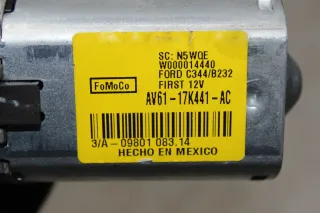 SC: N5WQE
W000014440
FORD C344/B232
FIRST 12V
FoMoCo
AV61-17K441-AC
3/A-09801 083.14
HECHO EN MEXICO